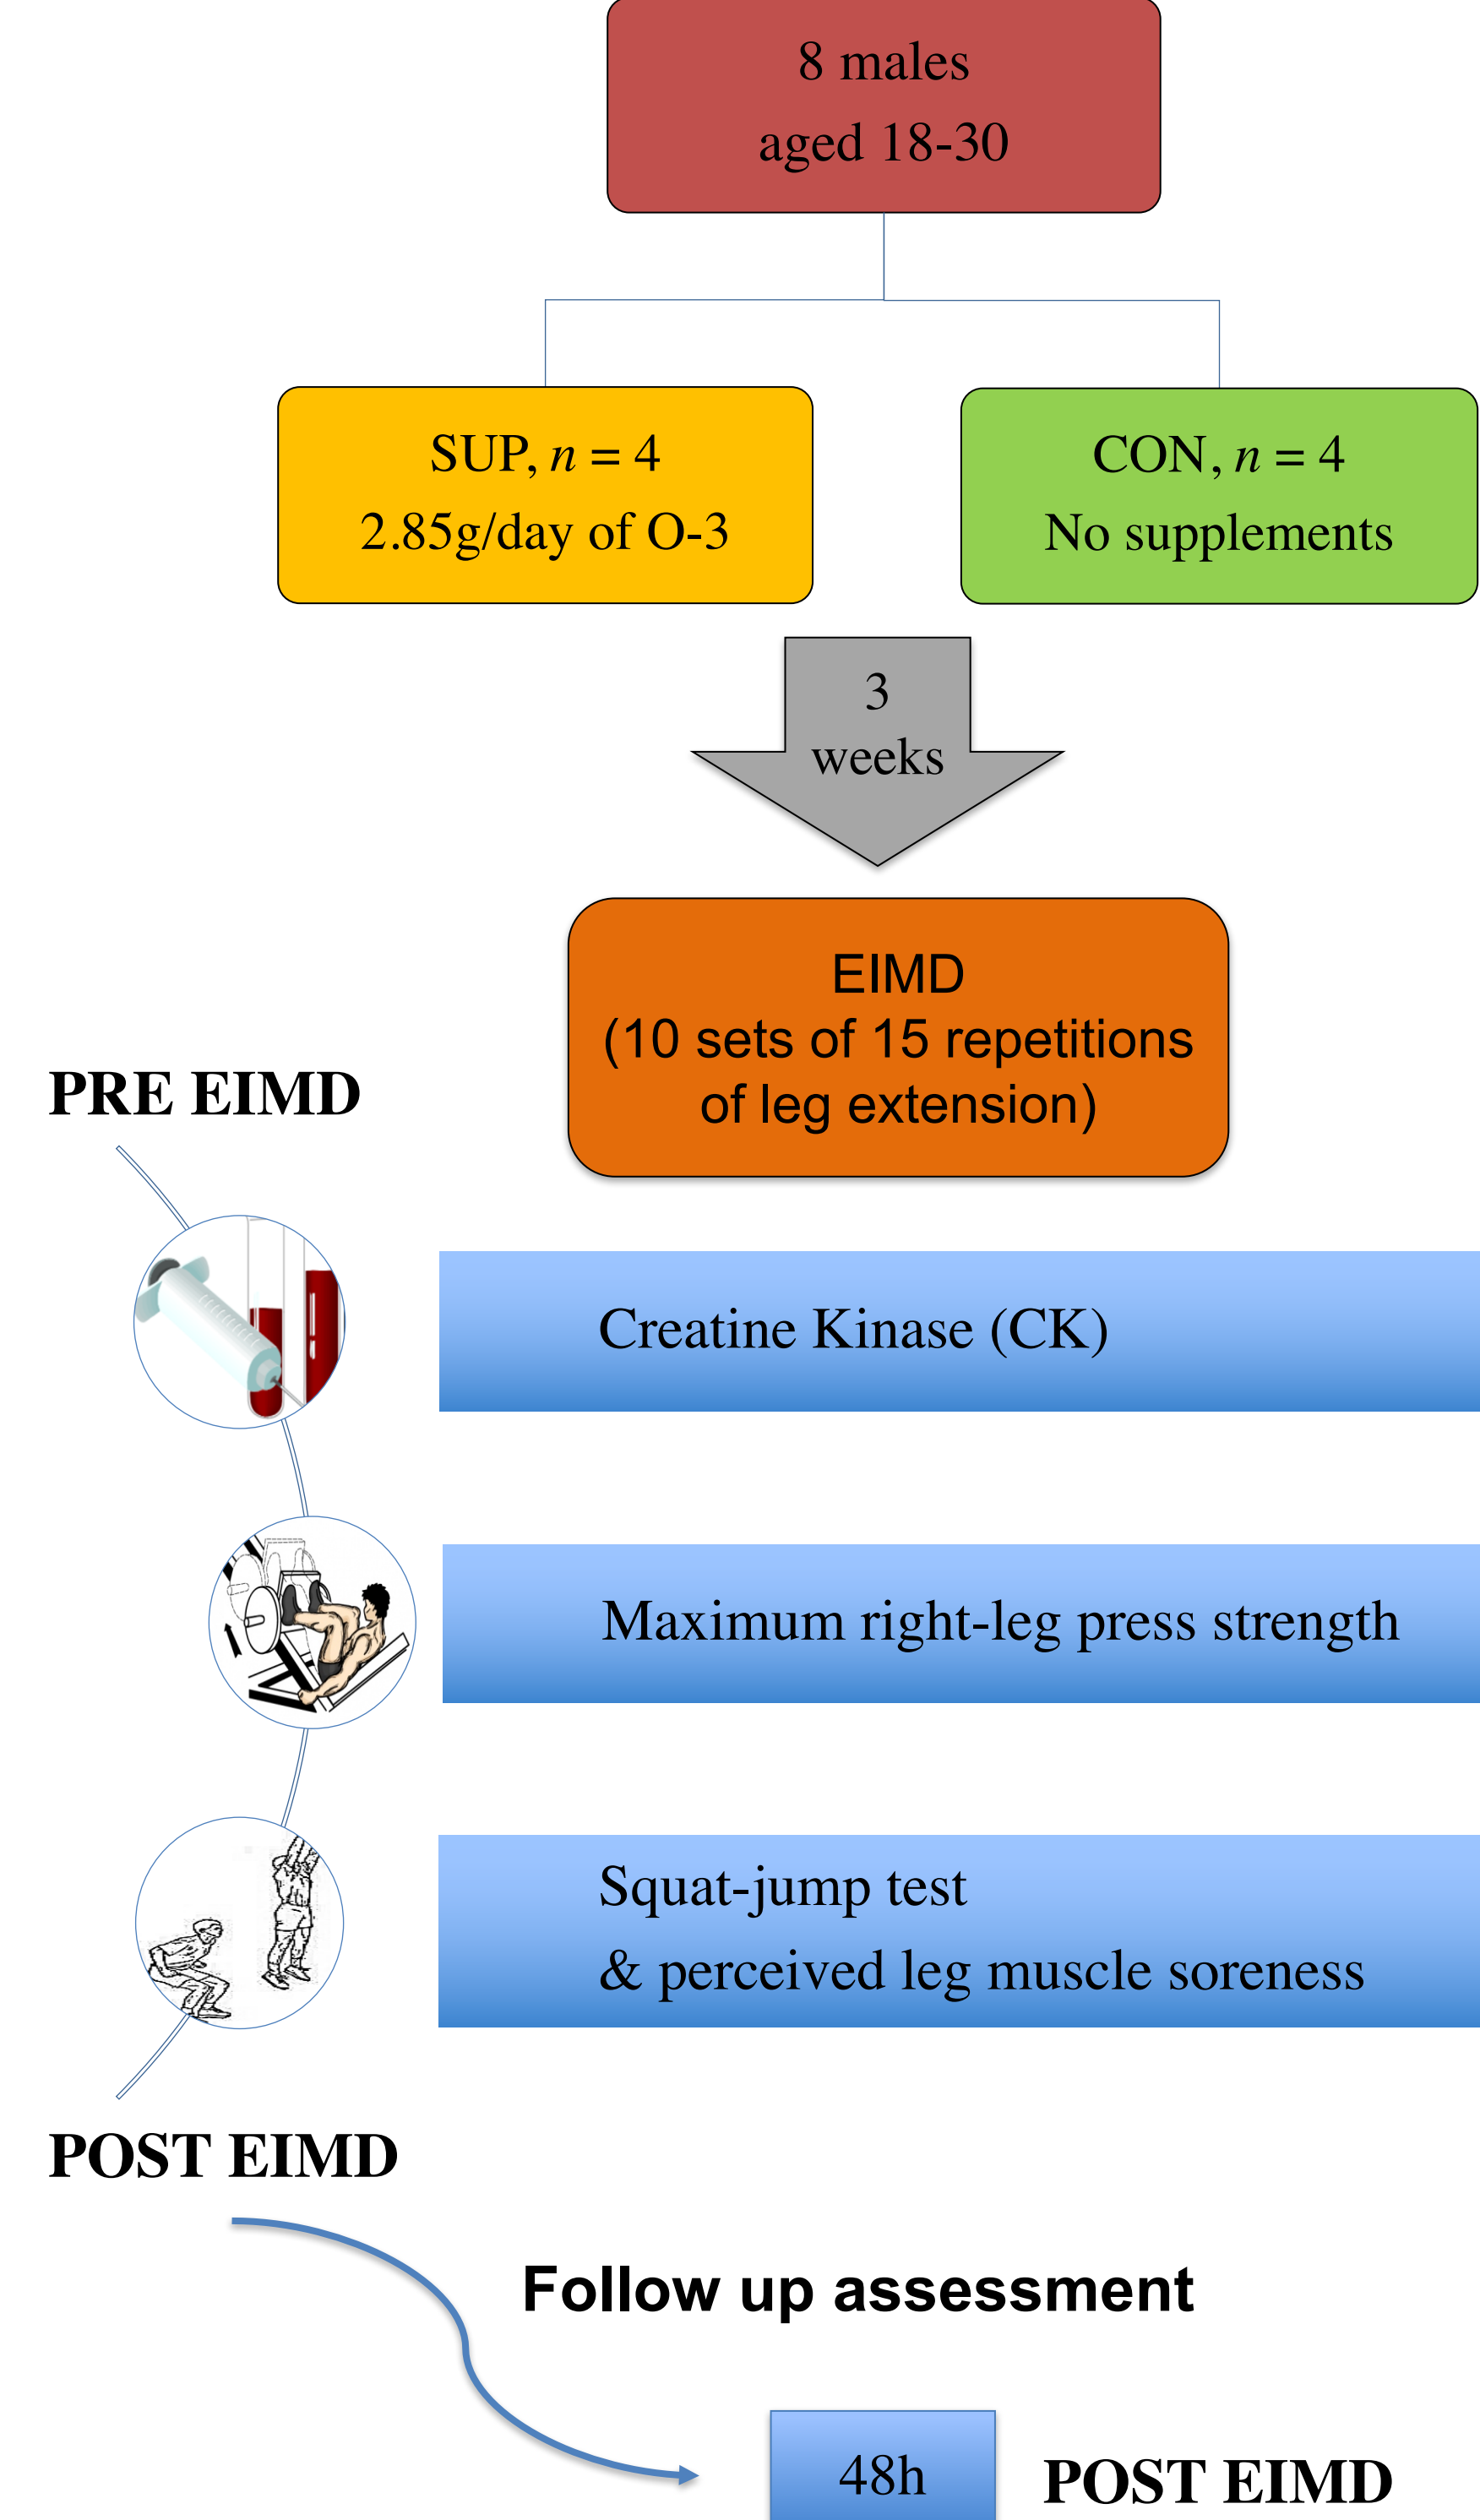 8 males
aged 18-30
SUP, n = 4
2.85g/day of O-3
CON, n = 4
No supplements
3
weeks
EIMD
(10 sets of 15 repetitions
of leg extension)
PRE EIMD
Creatine Kinase (CK)
Maximum right-leg press strength
Squat-jump test
& perceived leg muscle soreness
POST EIMD
Follow up assessment
48h
POST EIMD